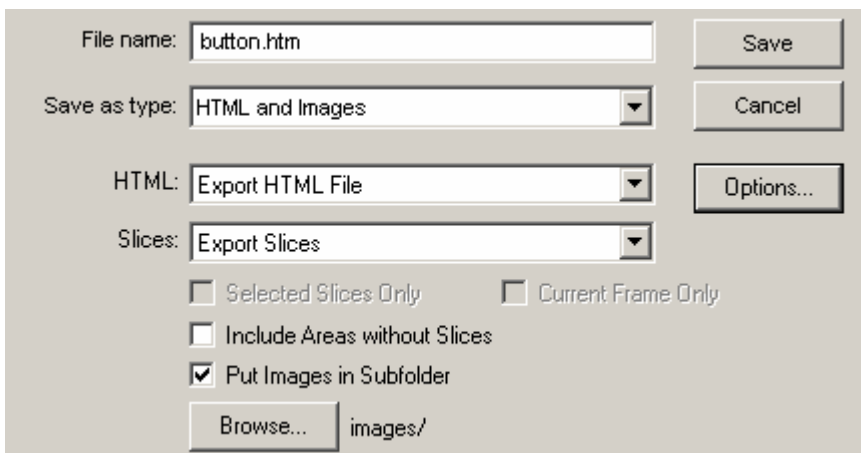 File name: button.htm Save
Save as type: HTML and Images Cancel
HTML: Export HTML File Options...
Slices: Export Slices
Selected Slices Only Current Frame Only
Include Areas without Slices
Put Images in Subfolder
Browse... images/